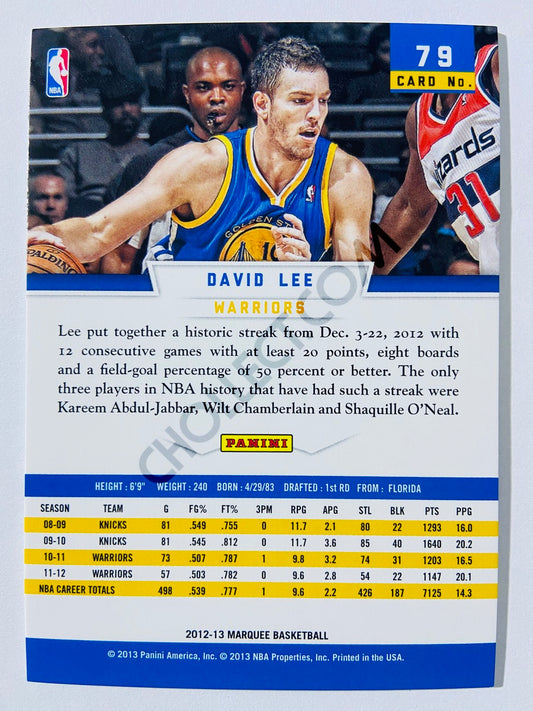 79
CARD No.
NBA
izards
31
GOLDEN STA
SPALDING
DAVID LEE
WARRIORS
Lee put together a historic streak from Dec. 3-22, 2012 with
12 consecutive games with at least 20 points, eight boards
and a field-goal percentage of 50 percent or better. The only
three players in NBA history that have had such a streak were
Kareem Abdul-Jabbar, Wilt Chamberlain and Shaquille O'Neal.
CHOLLECT.COM
PANINI
HEIGHT : 6'9" WEIGHT : 240 BORN : 4/29/83 DRAFTED : 1st RD FROM : FLORIDA
SEASON TEAM G FG% FT% 3PM RPG APG STL BLK PTS PPG
08-09 KNICKS 81 .549 .755 0 11.7 2.1 80 22 1293 16.0
09-10 KNICKS 81 .545 .812 0 11.7 3.6 85 40 1640 20.2
10-11 WARRIORS 73 .507 .787 1 9.8 3.2 74 31 1203 16.5
11-12 WARRIORS 57 .503 .782 0 9.6 2.8 54 22 1147 20.1
NBA CAREER TOTALS 498 .539 .777 1 9.6 2.2 426 187 7125 14.3
2012-13 MARQUEE BASKETBALL
© 2013 Panini America, Inc. © 2013 NBA Properties, Inc. Printed in the USA.